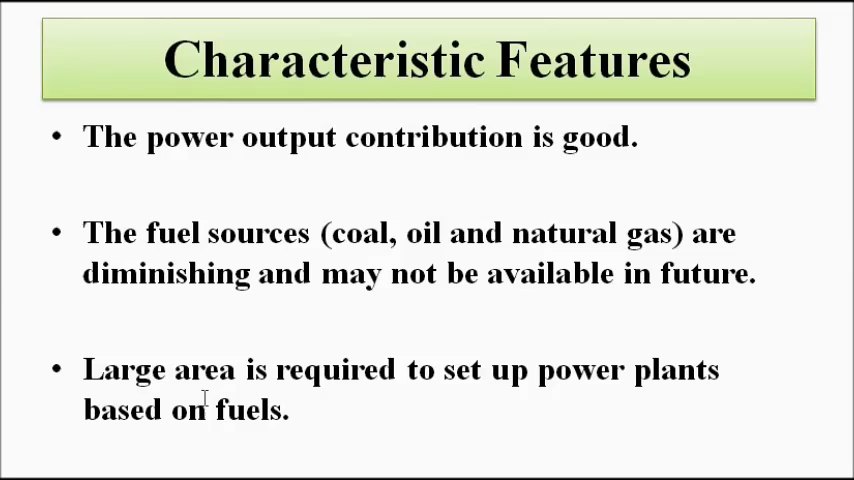 Characteristic Features
• The power output contribution is good.
• The fuel sources (coal, oil and natural gas) are
diminishing and may not be available in future.
• Large area is required to set up power plants
based on fuels.